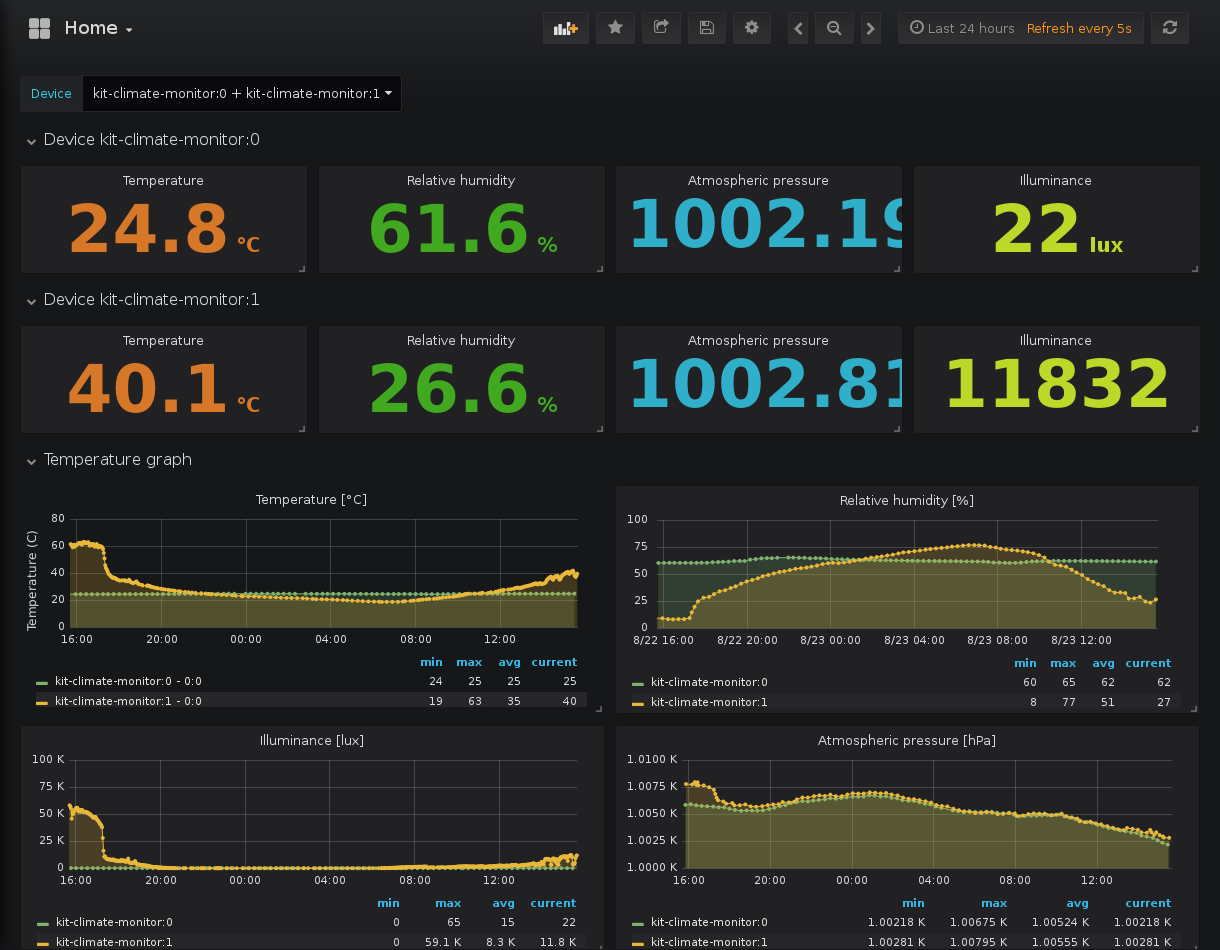 Home
Last 24 hours Refresh every 5s
Device kit-climate-monitor:0 + kit-climate-monitor:1
Device kit-climate-monitor:0
Temperature Relative humidity Atmospheric pressure Illuminance
24.8 °C 61.6 % 1002.19 22 lux
Device kit-climate-monitor:1
Temperature Relative humidity Atmospheric pressure Illuminance
40.1 °C 26.6 % 1002.81 11832
Temperature graph
Temperature [°C]
Temperature (C)
80
60
40
20
0
16:00 20:00 00:00 04:00 08:00 12:00
min max avg current
kit-climate-monitor:0 - 0:0 24 25 25 25
kit-climate-monitor:1 - 0:0 19 63 35 40
Relative humidity [%]
100
75
50
25
0
8/22 16:00 8/22 20:00 8/23 00:00 8/23 04:00 8/23 08:00 8/23 12:00
min max avg current
kit-climate-monitor:0 60 65 62 62
kit-climate-monitor:1 8 77 51 27
Illuminance [lux]
100 K
75 K
50 K
25 K
0
16:00 20:00 00:00 04:00 08:00 12:00
min max avg current
kit-climate-monitor:0 0 65 15 22
kit-climate-monitor:1 0 59.1 K 8.3 K 11.8 K
Atmospheric pressure [hPa]
1.0100 K
1.0075 K
1.0050 K
1.0025 K
1.0000 K
16:00 20:00 00:00 04:00 08:00 12:00
min max avg current
kit-climate-monitor:0 1.00218 K 1.00675 K 1.00524 K 1.00218 K
kit-climate-monitor:1 1.00281 K 1.00795 K 1.00555 K 1.00281 K